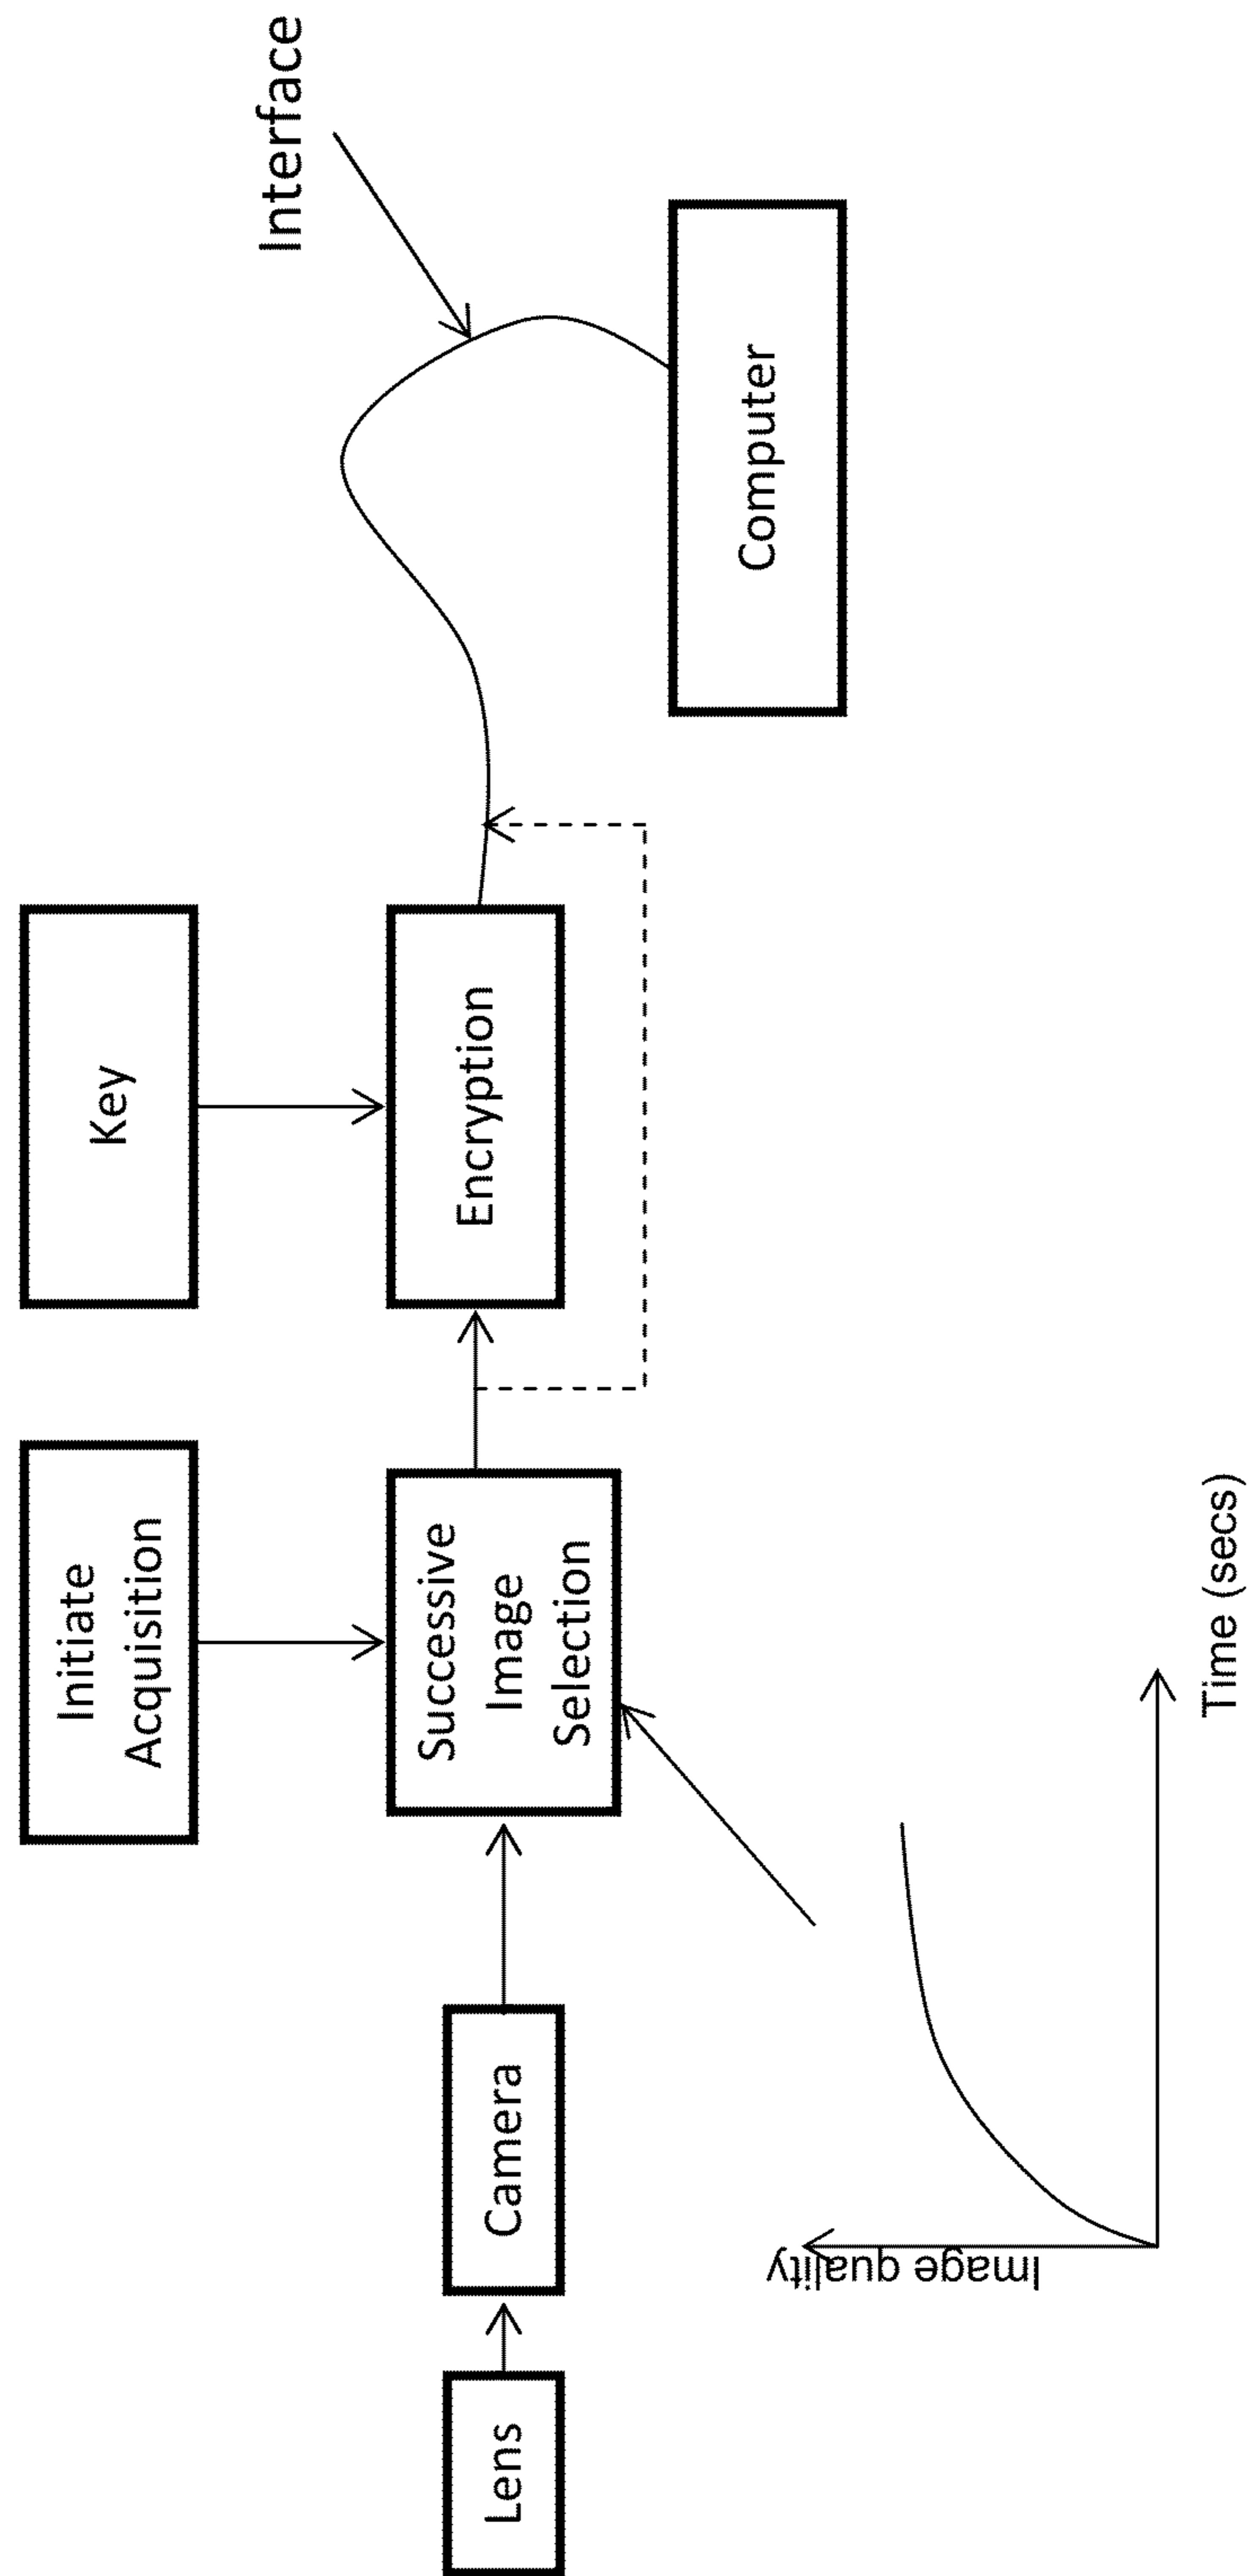 Initiate
Acquisition
Key
Interface
Lens
Camera
Successive
Image
Selection
Encryption
Computer
Image quality
Time (secs)